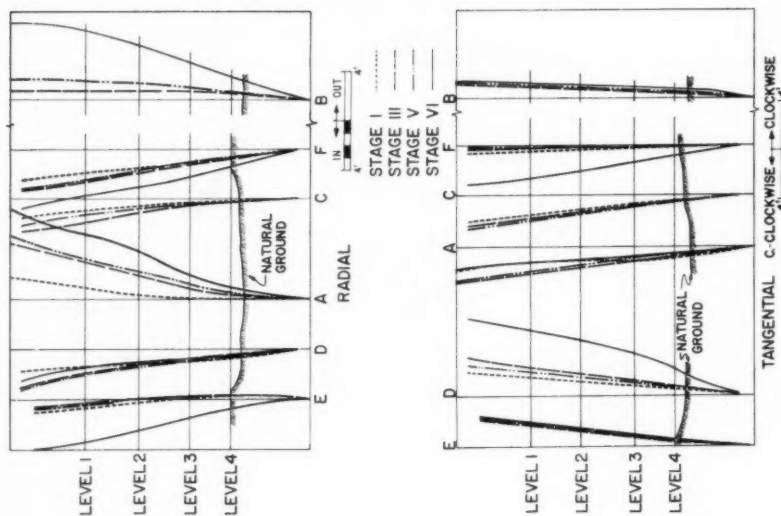 LEVEL 1
LEVEL 2
LEVEL 3
LEVEL 4
E D A C F B
NATURAL
GROUND
RADIAL
4' IN OUT 4'
STAGE I
STAGE III
STAGE V
STAGE VI
E D A C F B
LEVEL 1
LEVEL 2
LEVEL 3
LEVEL 4
NATURAL
GROUND
TANGENTIAL C-CLOCKWISE CLOCKWISE